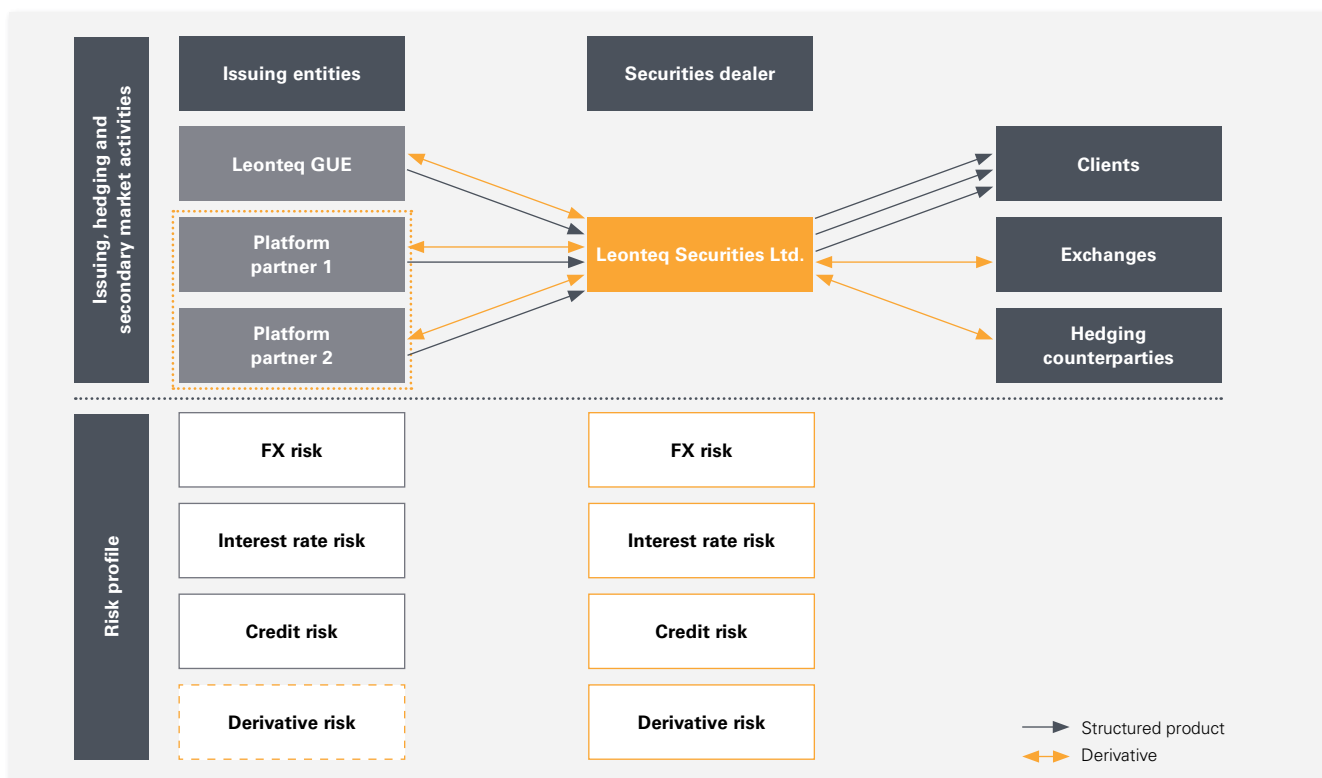 Issuing, hedging and
secondary market activities
Issuing entities
Securities dealer
Leonteq GUE
Clients
Platform
partner 1
Leonteq Securities Ltd.
Exchanges
Platform
partner 2
Hedging
counterparties
Risk profile
FX risk
FX risk
Interest rate risk
Interest rate risk
Credit risk
Credit risk
Derivative risk
Derivative risk
Structured product
Derivative